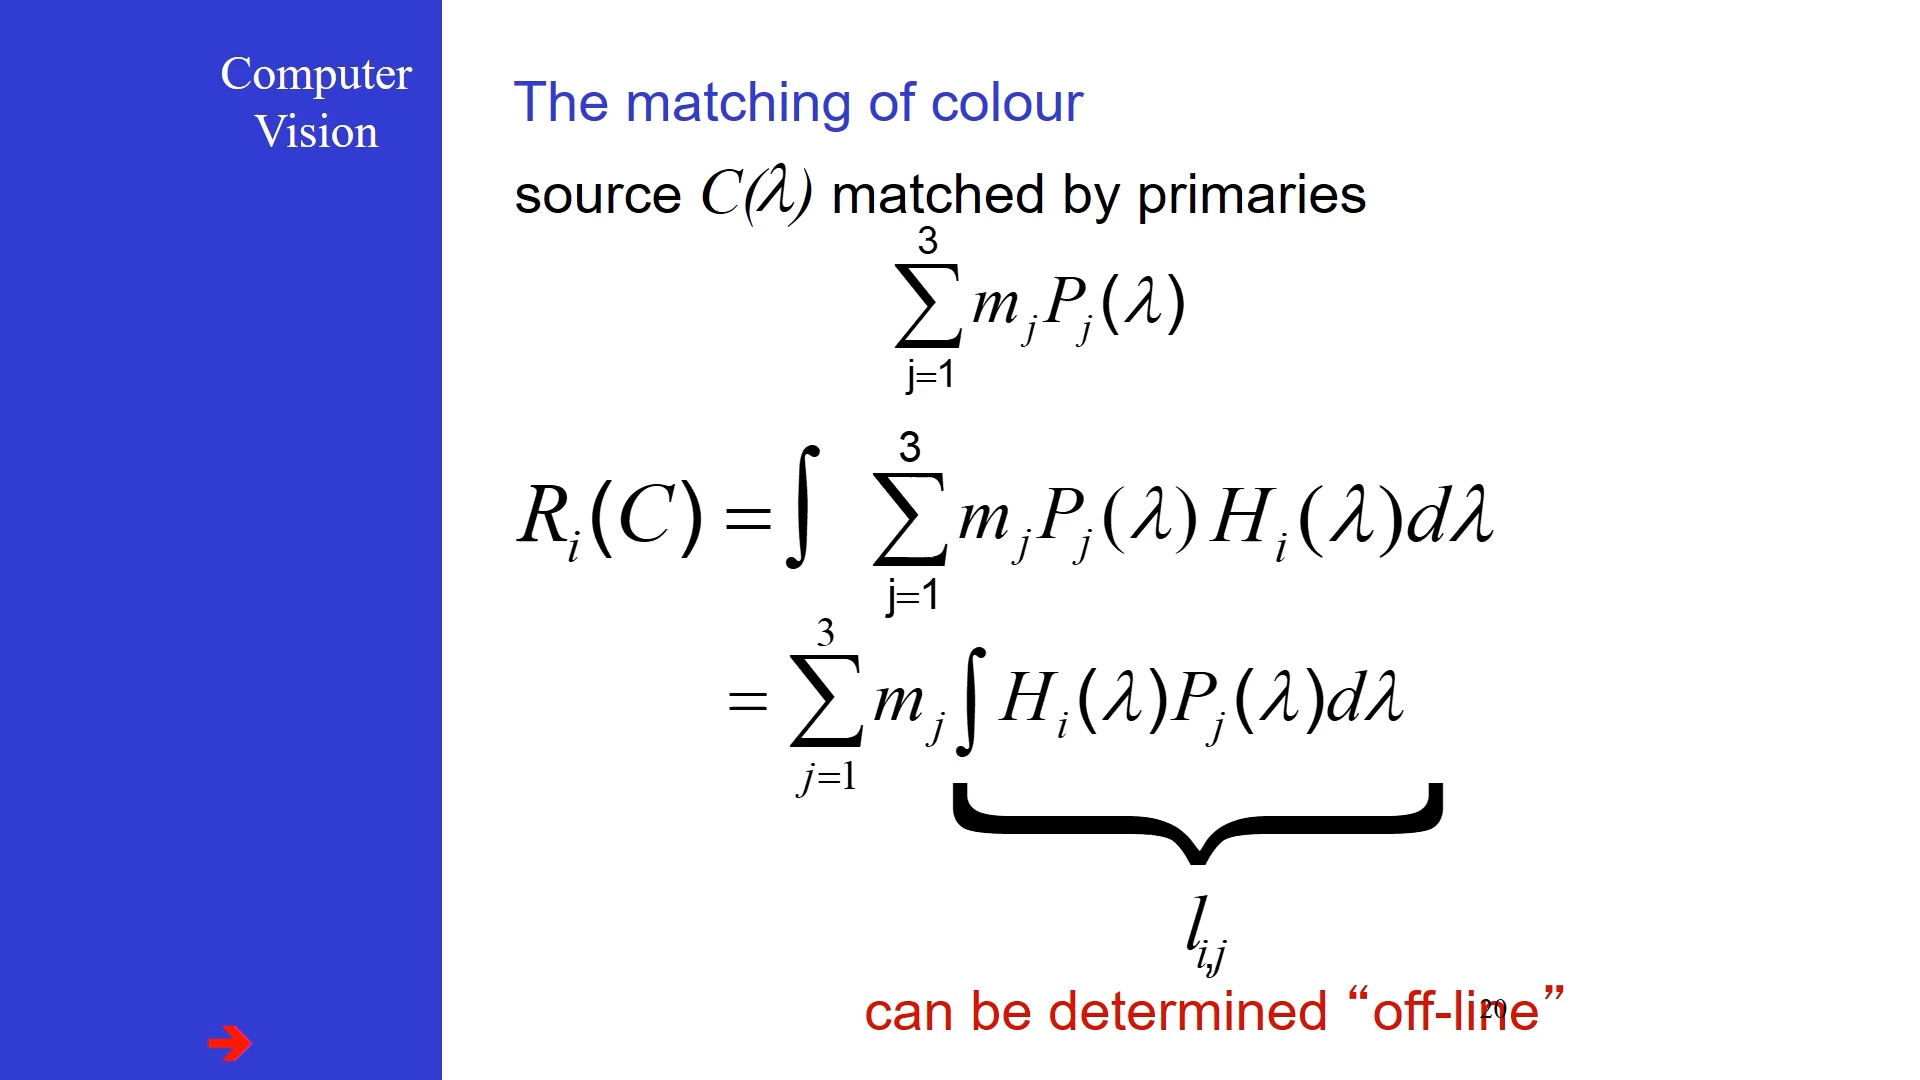 Computer
Vision
The matching of colour
source C(λ) matched by primaries
3
∑ m_j P_j (λ)
j=1
3
R_i (C) = ∫ ∑ m_j P_j (λ) H_i (λ)dλ
j=1
3
= ∑ m_j ∫ H_i (λ)P_j (λ)dλ
j=1
l_i,j
can be determined “off-line”
20